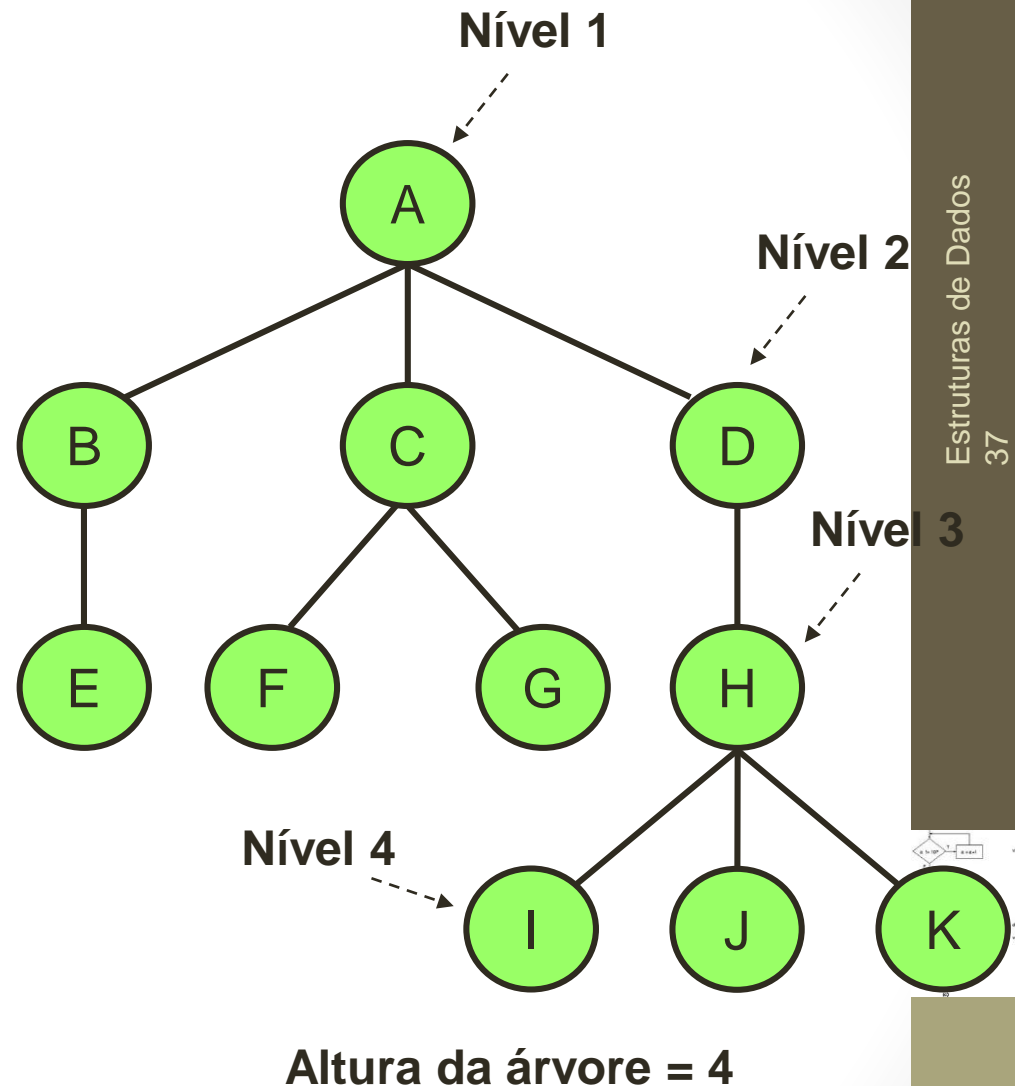 Nível 1
A
Nível 2
B
C
D
Nível 3
E
F
G
H
Nível 4
I
J
K
Altura da árvore = 4
Estruturas de Dados
37